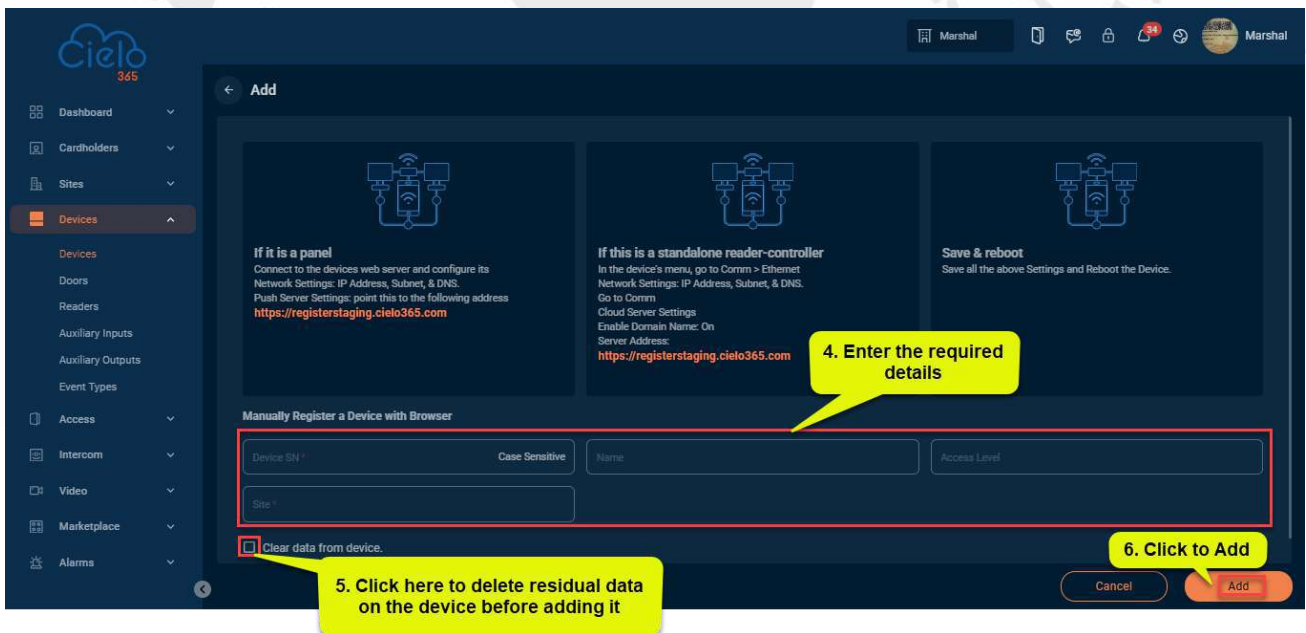 Cielo
365
Marshal
34
Marshal
Add
Dashboard
Cardholders
Sites
Devices
Devices
Doors
Readers
Auxiliary Inputs
Auxiliary Outputs
Event Types
Access
Intercom
Video
Marketplace
Alarms
If it is a panel
Connect to the devices web server and configure its
Network Settings: IP Address, Subnet, & DNS.
Push Server Settings: point this to the following address
https://registerstaging.cielo365.com
If this is a standalone reader-controller
In the device's menu, go to Comm > Ethernet
Network Settings: IP Address, Subnet, & DNS.
Go to Comm
Cloud Server Settings
Enable Domain Name: On
Server Address:
https://registerstaging.cielo365.com
Save & reboot
Save all the above Settings and Reboot the Device.
4. Enter the required
details
Manually Register a Device with Browser
Device SN * Case Sensitive
Name
Access Level
Site *
Clear data from device.
5. Click here to delete residual data
on the device before adding it
6. Click to Add
Cancel
Add